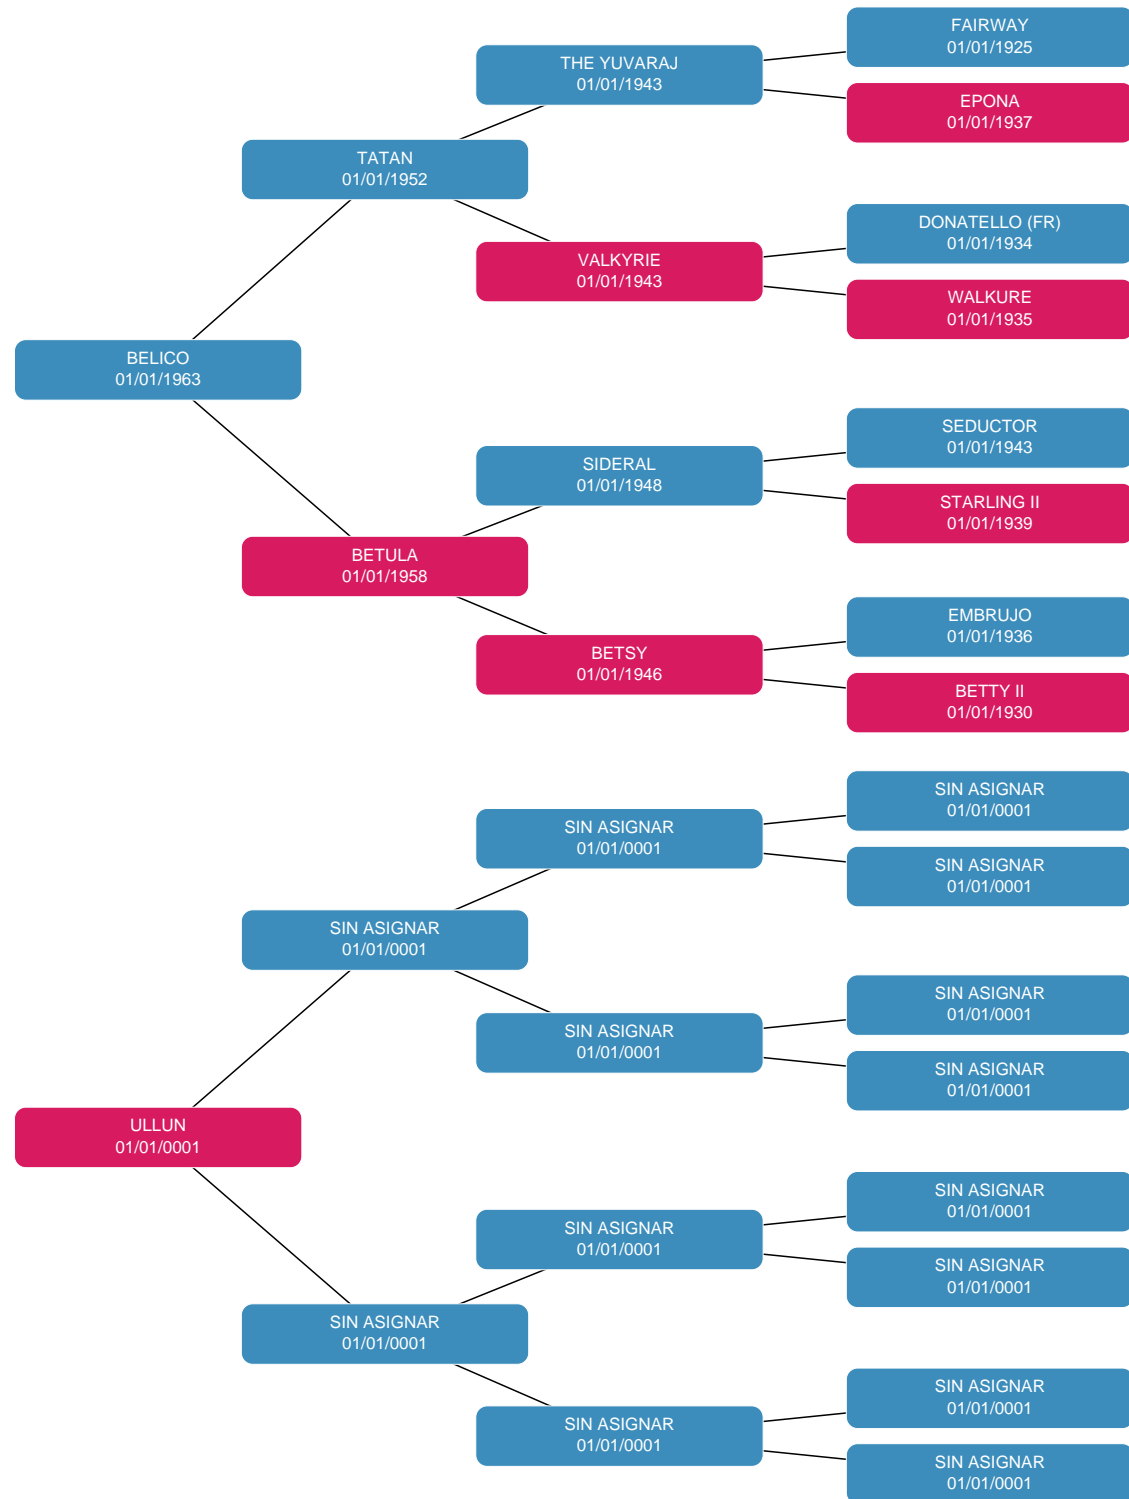 FAIRWAY
01/01/1925
THE YUVARAJ
01/01/1943
EPONA
01/01/1937
TATAN
01/01/1952
DONATELLO (FR)
01/01/1934
VALKYRIE
01/01/1943
WALKURE
01/01/1935
BELICO
01/01/1963
SEDUCTOR
01/01/1943
SIDERAL
01/01/1948
STARLING II
01/01/1939
BETULA
01/01/1958
EMBRUJO
01/01/1936
BETSY
01/01/1946
BETTY II
01/01/1930
SIN ASIGNAR
01/01/0001
SIN ASIGNAR
01/01/0001
SIN ASIGNAR
01/01/0001
SIN ASIGNAR
01/01/0001
SIN ASIGNAR
01/01/0001
SIN ASIGNAR
01/01/0001
SIN ASIGNAR
01/01/0001
ULLUN
01/01/0001
SIN ASIGNAR
01/01/0001
SIN ASIGNAR
01/01/0001
SIN ASIGNAR
01/01/0001
SIN ASIGNAR
01/01/0001
SIN ASIGNAR
01/01/0001
SIN ASIGNAR
01/01/0001
SIN ASIGNAR
01/01/0001